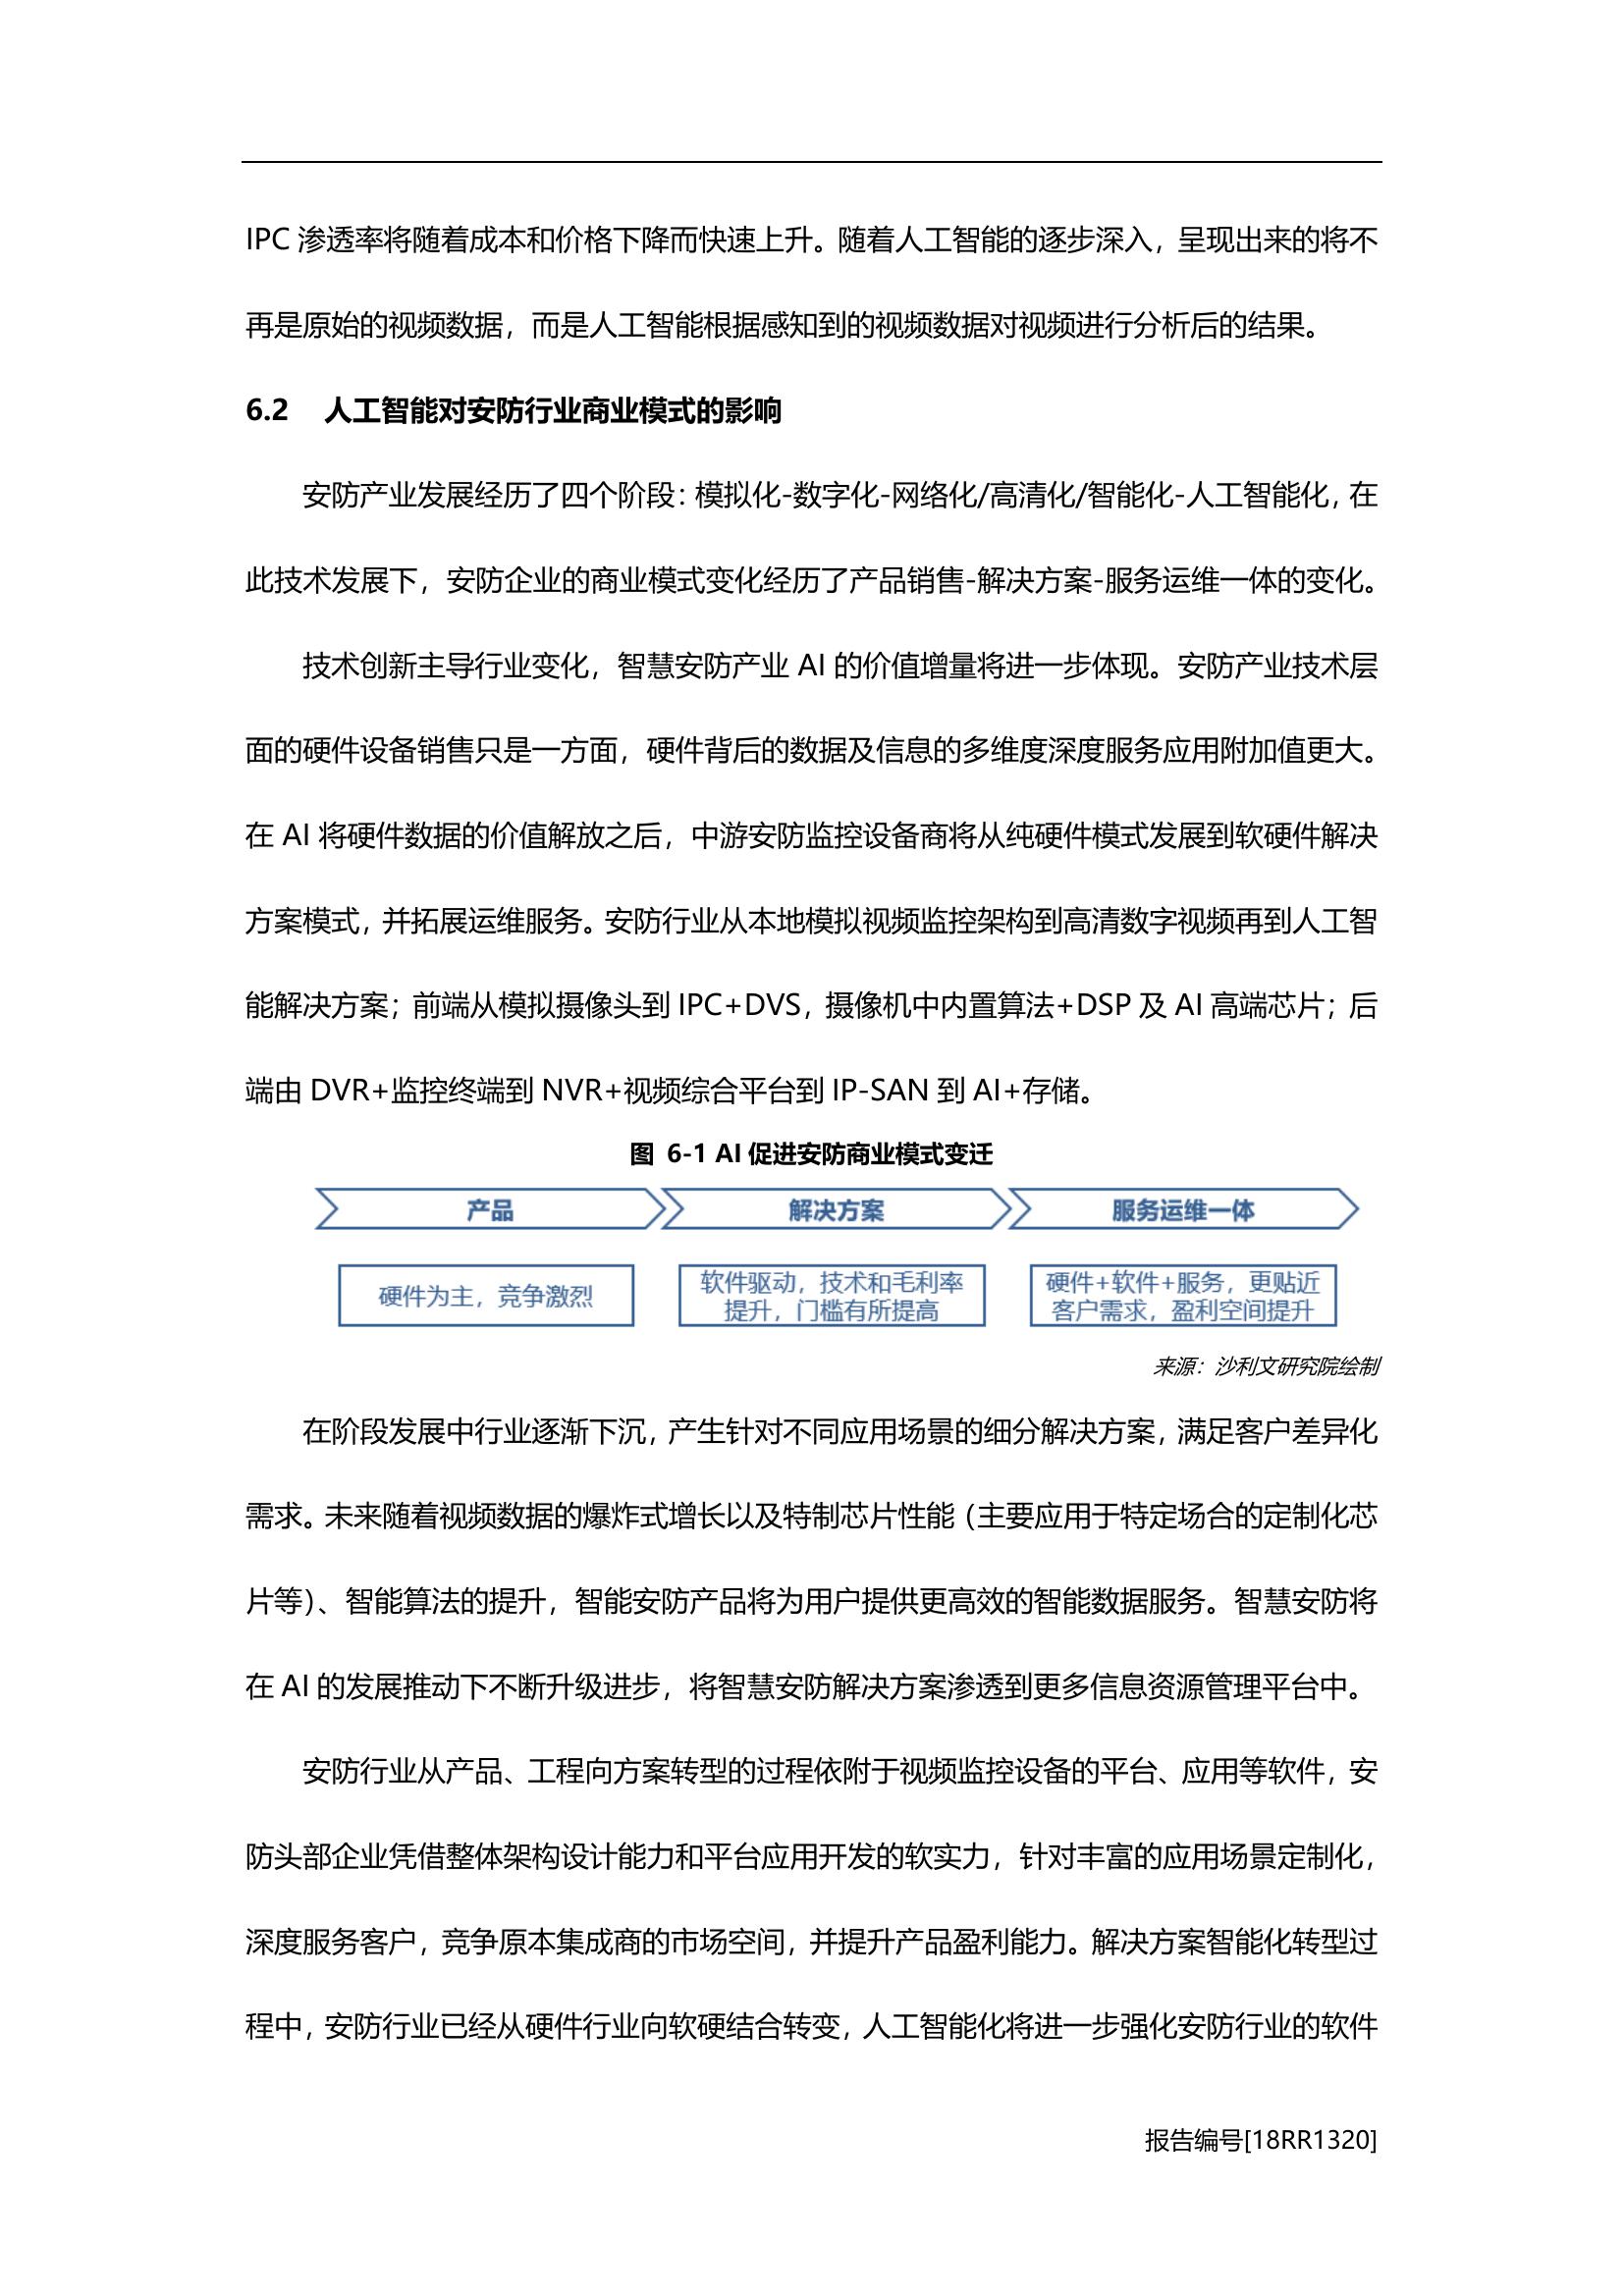 IPC 渗透率将随着成本和价格下降而快速上升。随着人工智能的逐步深入，呈现出来的将不
再是原始的视频数据，而是人工智能根据感知到的视频数据对视频进行分析后的结果。
6.2 人工智能对安防行业商业模式的影响
安防产业发展经历了四个阶段：模拟化-数字化-网络化/高清化/智能化-人工智能化，在
此技术发展下，安防企业的商业模式变化经历了产品销售-解决方案-服务运维一体的变化。
技术创新主导行业变化，智慧安防产业 AI 的价值增量将进一步体现。安防产业技术层
面的硬件设备销售只是一方面，硬件背后的数据及信息的多维度深度服务应用附加值更大。
在 AI 将硬件数据的价值解放之后，中游安防监控设备商将从纯硬件模式发展到软硬件解决
方案模式，并拓展运维服务。安防行业从本地模拟视频监控架构到高清数字视频再到人工智
能解决方案；前端从模拟摄像头到 IPC+DVS，摄像机中内置算法+DSP 及 AI 高端芯片；后
端由 DVR+监控终端到 NVR+视频综合平台到 IP-SAN 到 AI+存储。
图 6-1 AI 促进安防商业模式变迁
产品 解决方案 服务运维一体
硬件为主，竞争激烈
软件驱动，技术和毛利率
提升，门槛有所提高
硬件+软件+服务，更贴近
客户需求，盈利空间提升
来源：沙利文研究院绘制
在阶段发展中行业逐渐下沉，产生针对不同应用场景的细分解决方案，满足客户差异化
需求。未来随着视频数据的爆炸式增长以及特制芯片性能（主要应用于特定场合的定制化芯
片等）、智能算法的提升，智能安防产品将为用户提供更高效的智能数据服务。智慧安防将
在 AI 的发展推动下不断升级进步，将智慧安防解决方案渗透到更多信息资源管理平台中。
安防行业从产品、工程向方案转型的过程依附于视频监控设备的平台、应用等软件，安
防头部企业凭借整体架构设计能力和平台应用开发的软实力，针对丰富的应用场景定制化，
深度服务客户，竞争原本集成商的市场空间，并提升产品盈利能力。解决方案智能化转型过
程中，安防行业已经从硬件行业向软硬结合转变，人工智能化将进一步强化安防行业的软件
报告编号[18RR1320]